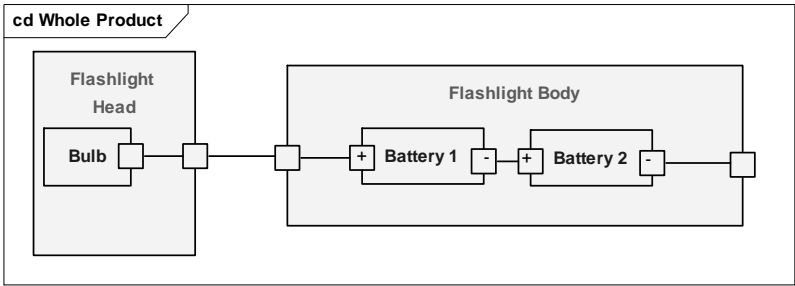 cd Whole Product
Flashlight
Head
Flashlight Body
Bulb
+
Battery 1
-
+
Battery 2
-